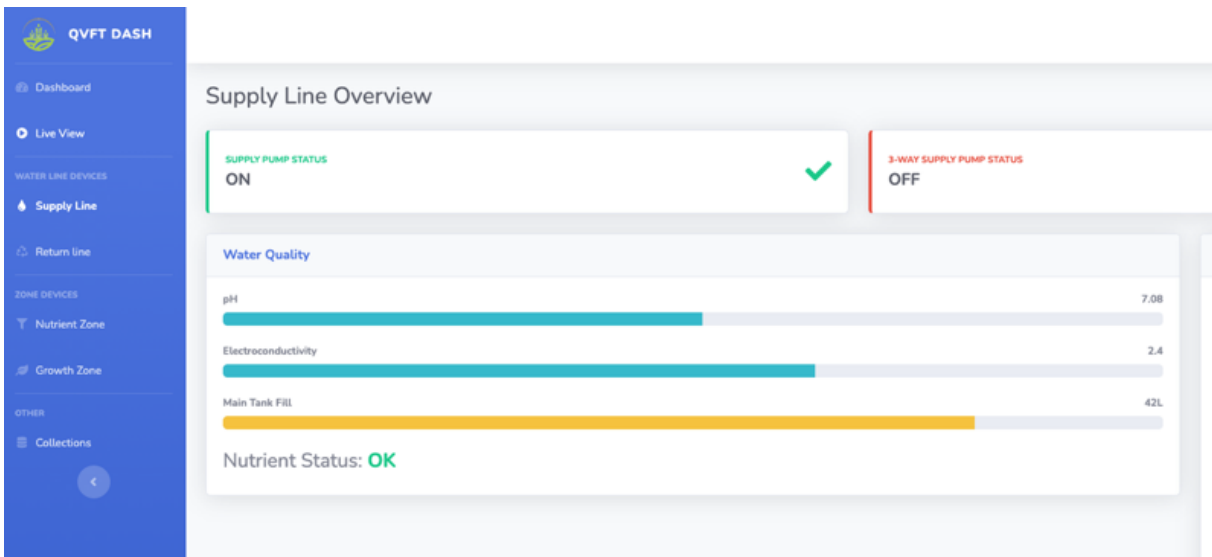 QVFT DASH
Dashboard
Live View
WATER LINE DEVICES
Supply Line
Return line
ZONE DEVICES
Nutrient Zone
Growth Zone
OTHER
Collections
Supply Line Overview
SUPPLY PUMP STATUS
ON
3-WAY SUPPLY PUMP STATUS
OFF
Water Quality
pH 7.08
Electroconductivity 2.4
Main Tank Fill 42L
Nutrient Status: OK